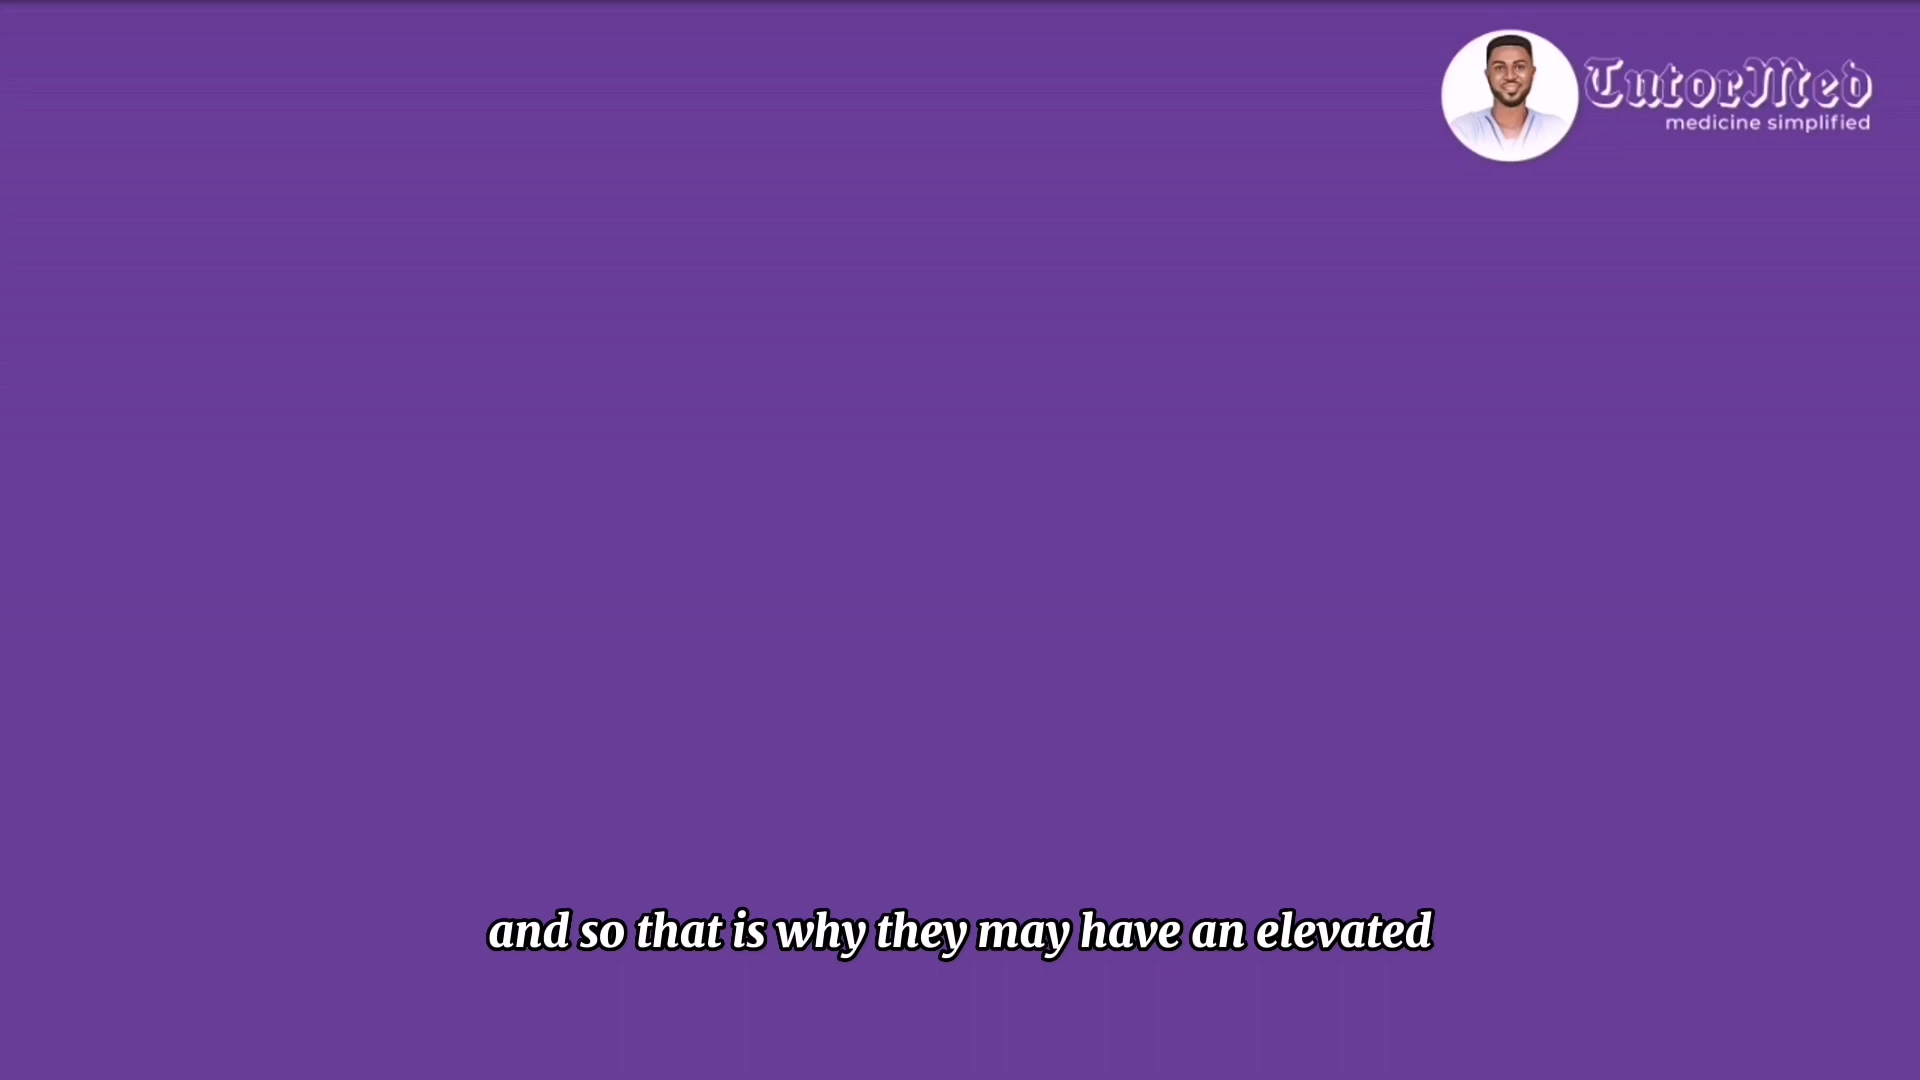 TutorMed
medicine simplified
and so that is why they may have an elevated